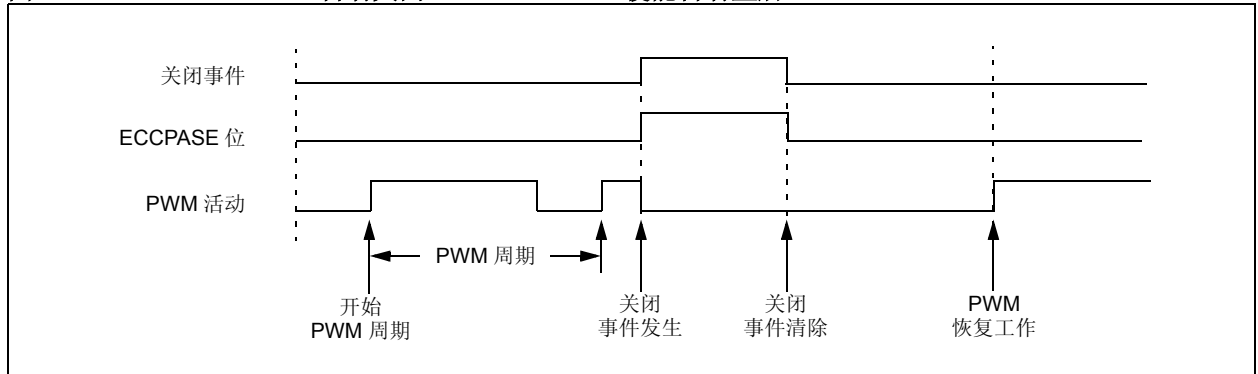 关闭事件
ECCPASE 位
PWM 活动
PWM 周期
开始
PWM 周期
关闭
事件发生
关闭
事件清除
PWM
恢复工作